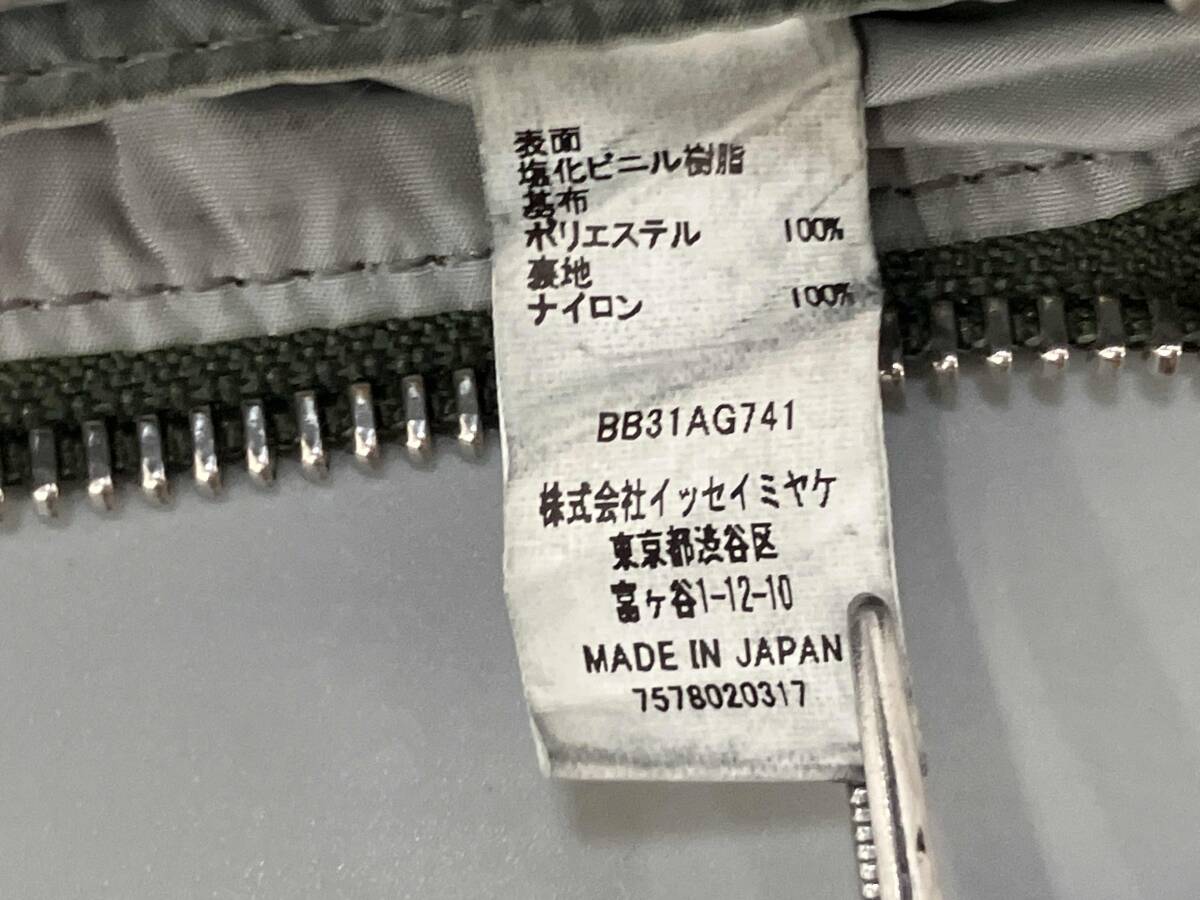 表面
塩化ビニル樹脂
基布
ポリエステル 100%
裏地
ナイロン 100%
BB31AG741
株式会社イッセイミヤケ
東京都渋谷区
富ヶ谷1-12-10
MADE IN JAPAN
7578020317